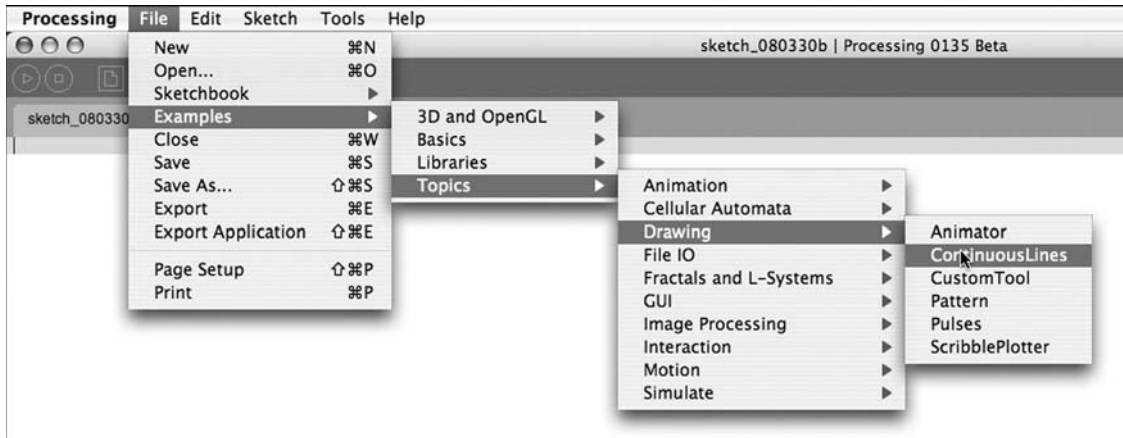 Processing File Edit Sketch Tools Help
sketch_080330b | Processing 0135 Beta
sketch_080330
New ⌘N
Open... ⌘O
Sketchbook ▶
Examples ▶
Close ⌘W
Save ⌘S
Save As... ⇧⌘S
Export ⌘E
Export Application ⇧⌘E
Page Setup ⇧⌘P
Print ⌘P
3D and OpenGL ▶
Basics ▶
Libraries ▶
Topics ▶
Animation ▶
Cellular Automata ▶
Drawing ▶
File IO ▶
Fractals and L-Systems ▶
GUI ▶
Image Processing ▶
Interaction ▶
Motion ▶
Simulate ▶
Animator
ContinuousLines
CustomTool
Pattern
Pulses
ScribblePlotter